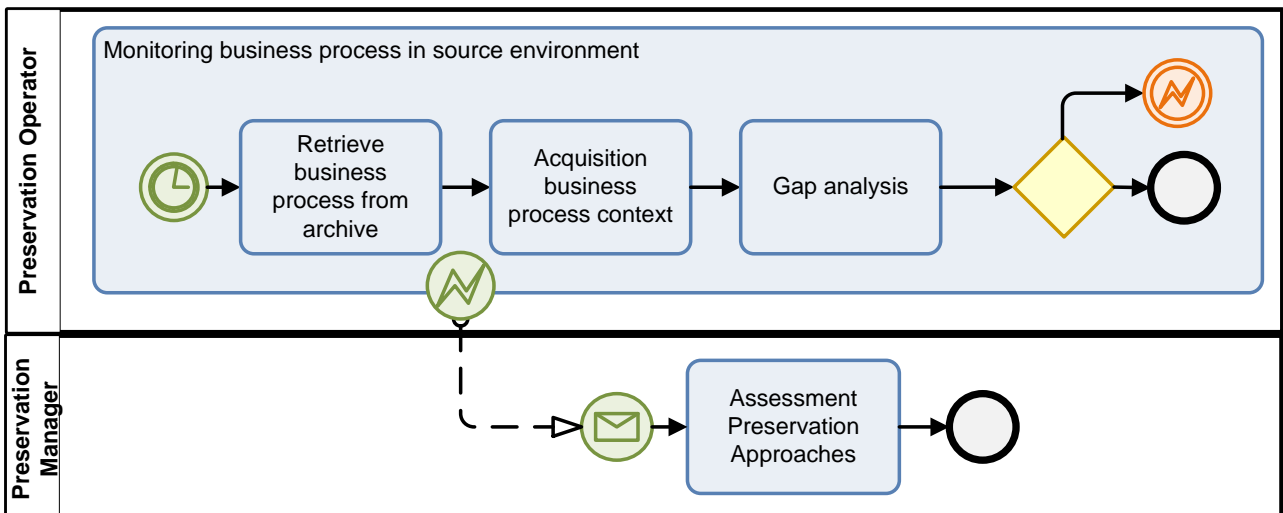 Preservation Operator
Monitoring business process in source environment
Retrieve
business
process from
archive
Acquisition
business
process context
Gap analysis
Preservation
Manager
Assessment
Preservation
Approaches